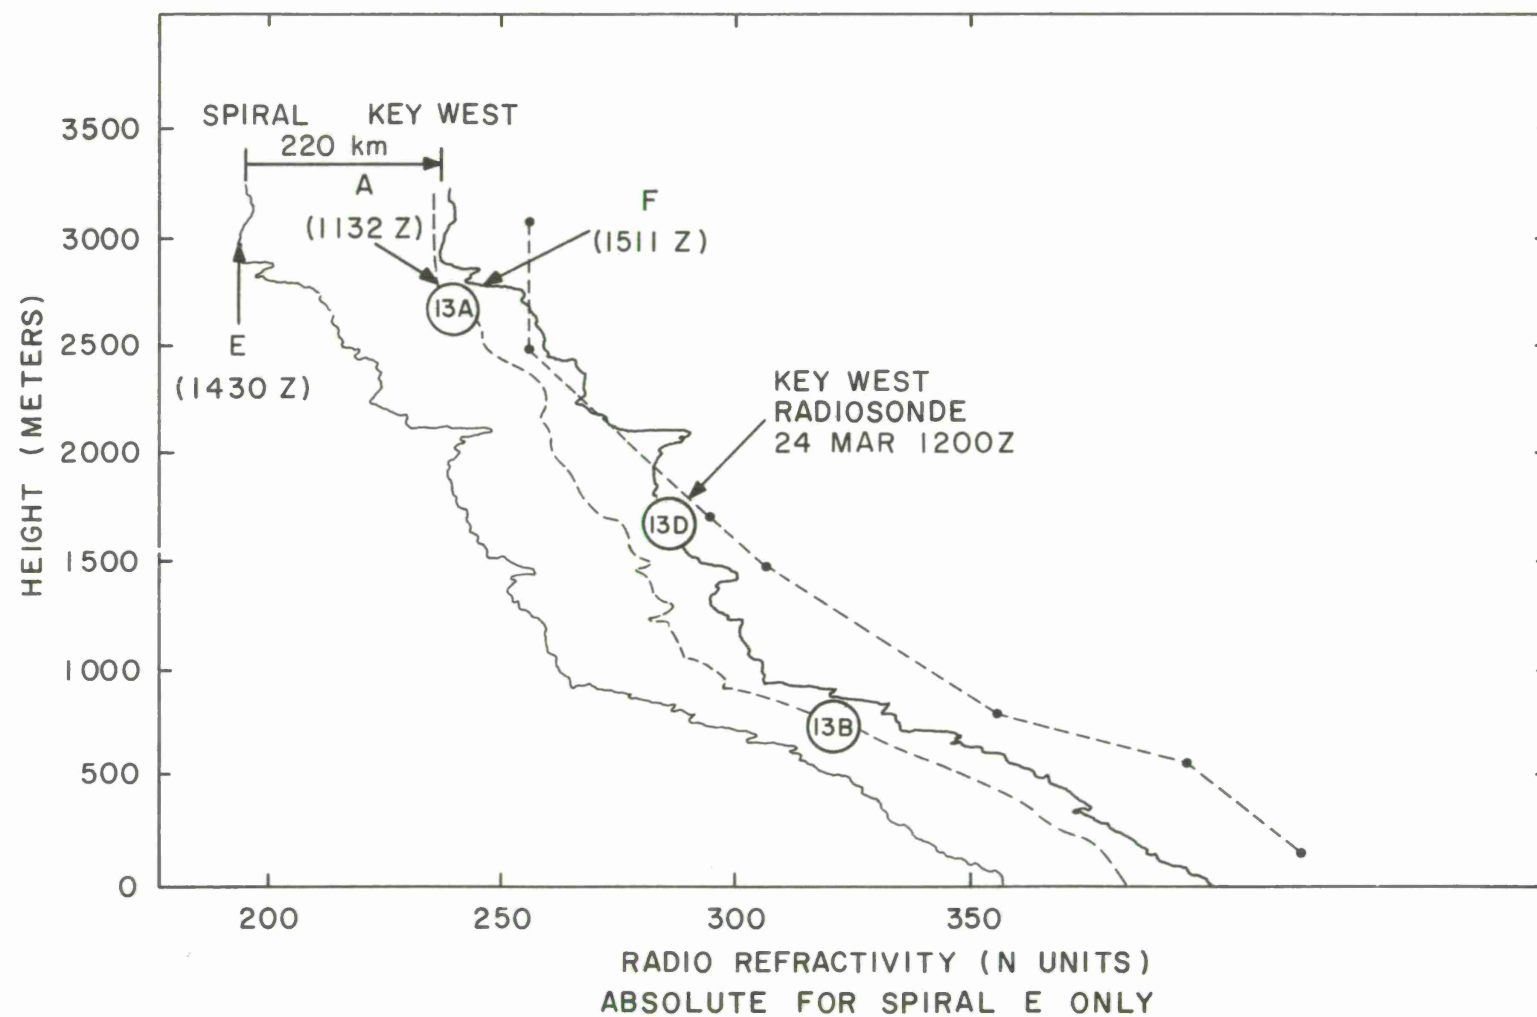 SPIRAL KEY WEST
220 km
A
(1132 Z)
F
(1511 Z)
E
(1430 Z)
13A
KEY WEST
RADIOSONDE
24 MAR 1200Z
13D
13B
HEIGHT (METERS)
3500
3000
2500
2000
1500
1000
500
0
200 250 300 350
RADIO REFRACTIVITY (N UNITS)
ABSOLUTE FOR SPIRAL E ONLY